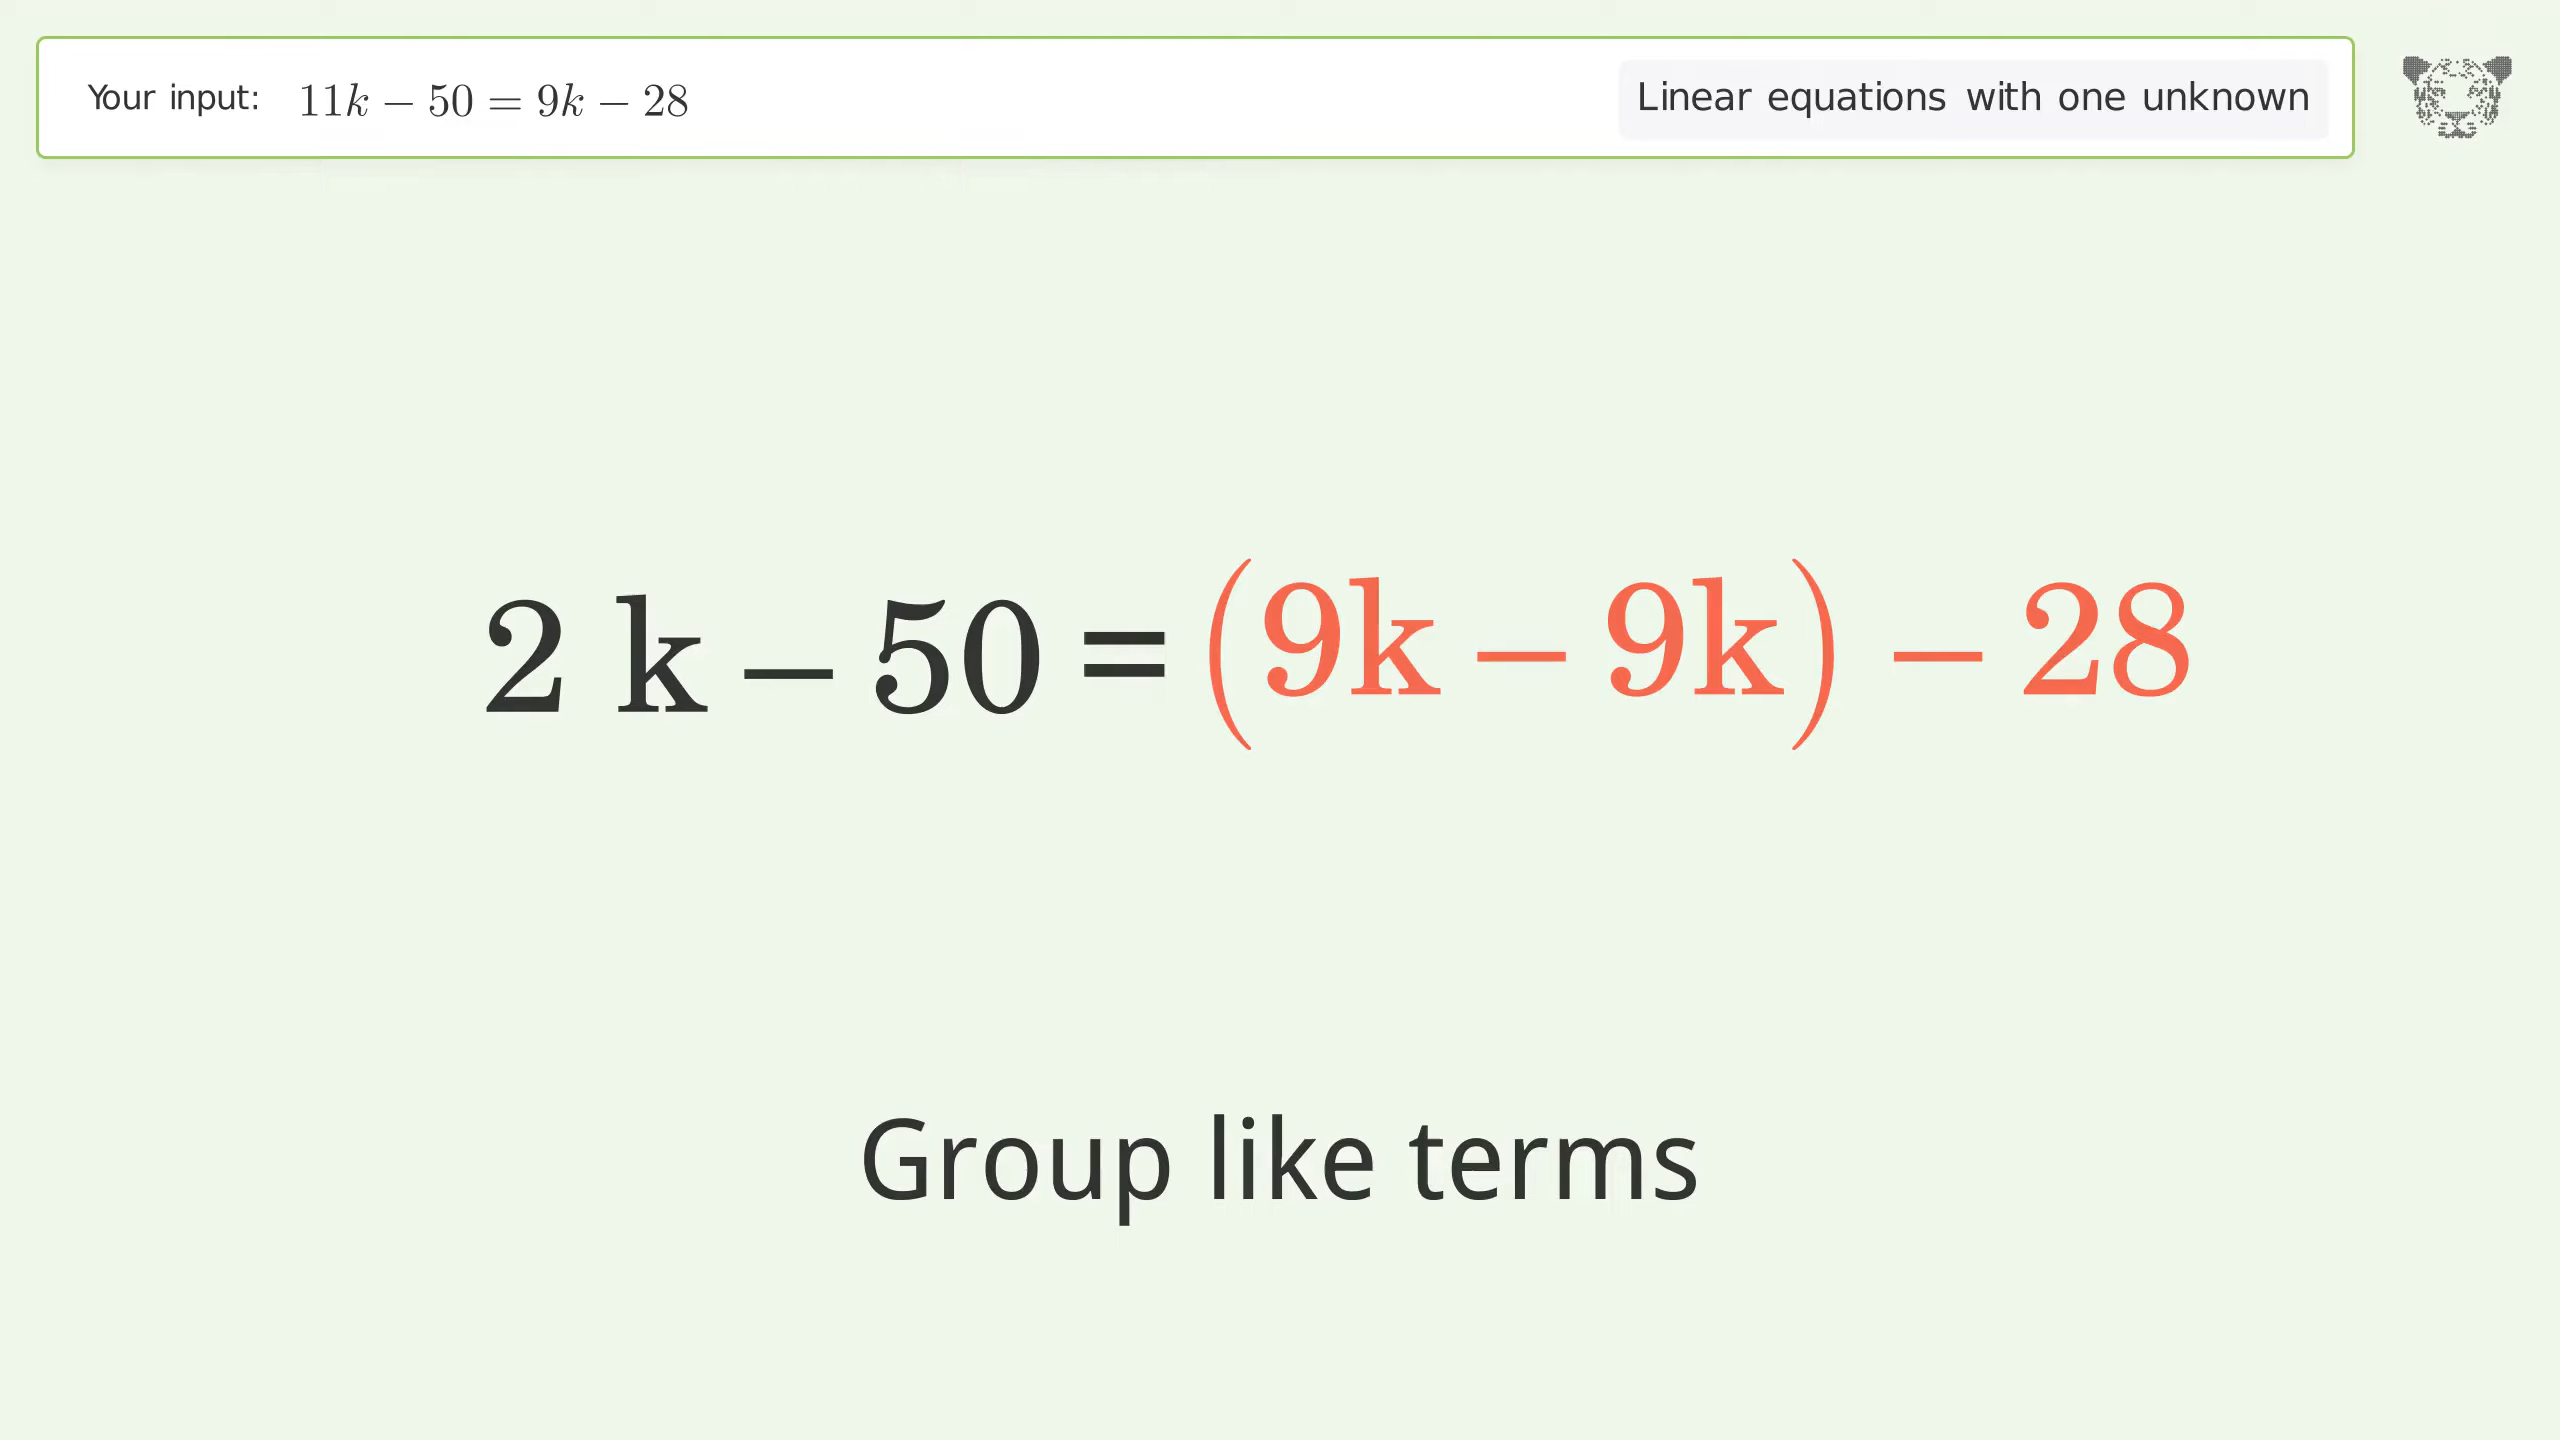 Your input: 11k − 50 = 9k − 28
Linear equations with one unknown
2 k − 50 = (9k − 9k) − 28
Group like terms